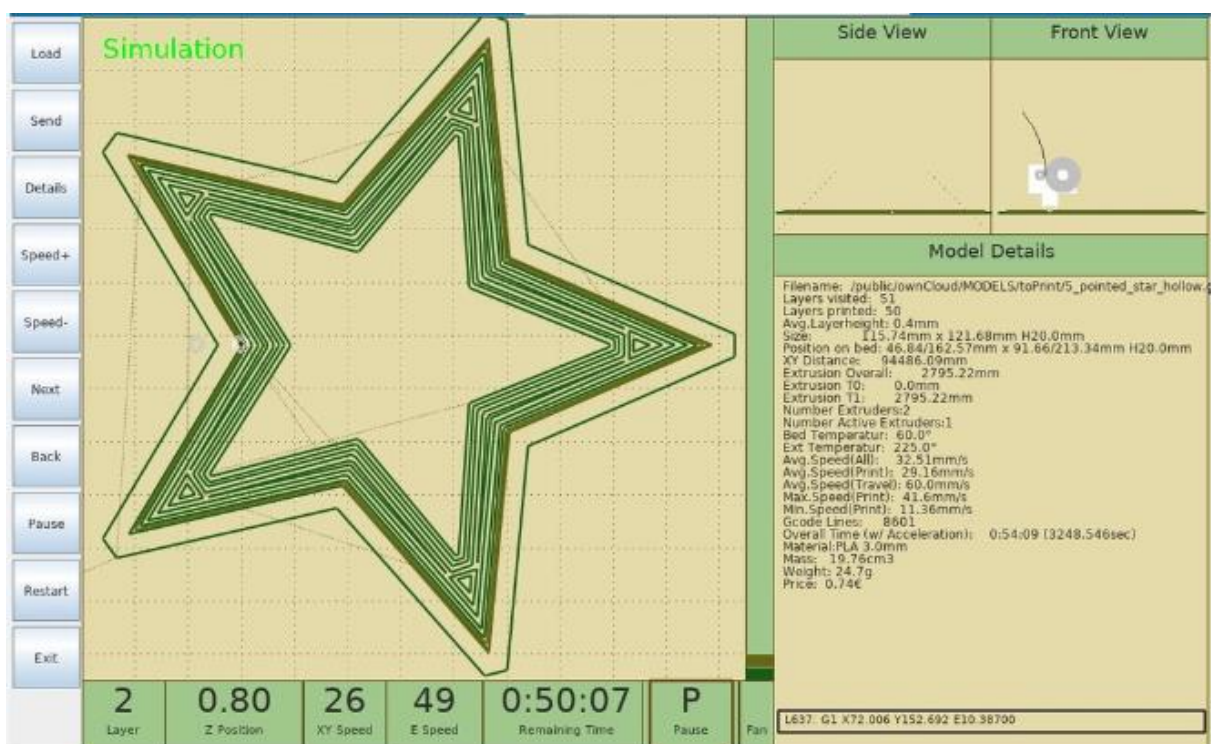 Load
Send
Details
Speed+
Speed-
Next
Back
Pause
Restart
Exit
Simulation
2
Layer
0.80
Z Position
26
XY Speed
49
E Speed
0:50:07
Remaining Time
P
Pause
Fan
Side View
Front View
Model Details
Filename: /public/ownCloud/MODELS/toPrint/5_pointed_star_hollow.g
Layers visited: 51
Layers printed: 50
Avg.Layerheight: 0.4mm
Size: 115.74mm x 121.68mm H20.0mm
Position on bed: 46.84/162.57mm x 91.66/213.34mm H20.0mm
XY Distance: 94486.09mm
Extrusion Overall: 2795.22mm
Extrusion T0: 0.0mm
Extrusion T1: 2795.22mm
Number Extruders:2
Number Active Extruders:1
Bed Temperatur: 60.0°
Ext Temperatur: 225.0°
Avg.Speed(All): 32.51mm/s
Avg.Speed(Print): 29.16mm/s
Avg.Speed(Travel): 60.0mm/s
Max.Speed(Print): 41.6mm/s
Min.Speed(Print): 11.36mm/s
Gcode Lines: 8601
Overall Time (w/ Acceleration): 0:54:09 (3248.546sec)
Material:PLA 3.0mm
Mass: 19.76cm3
Weight: 24.7g
Price: 0.74€
L637. G1 X72.006 Y152.692 E10.38700